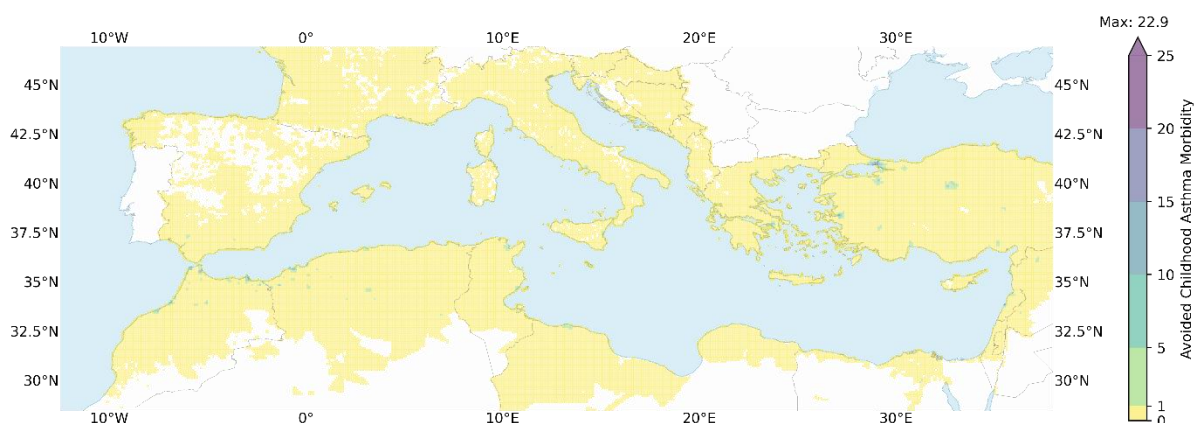 Max: 22.9
10°W 0° 10°E 20°E 30°E
45°N 45°N
42.5°N 42.5°N
40°N 40°N
37.5°N 37.5°N
35°N 35°N
32.5°N 32.5°N
30°N 30°N
10°W 0° 10°E 20°E 30°E
25
20
15
10
5
1
0
Avoided Childhood Asthma Morbidity